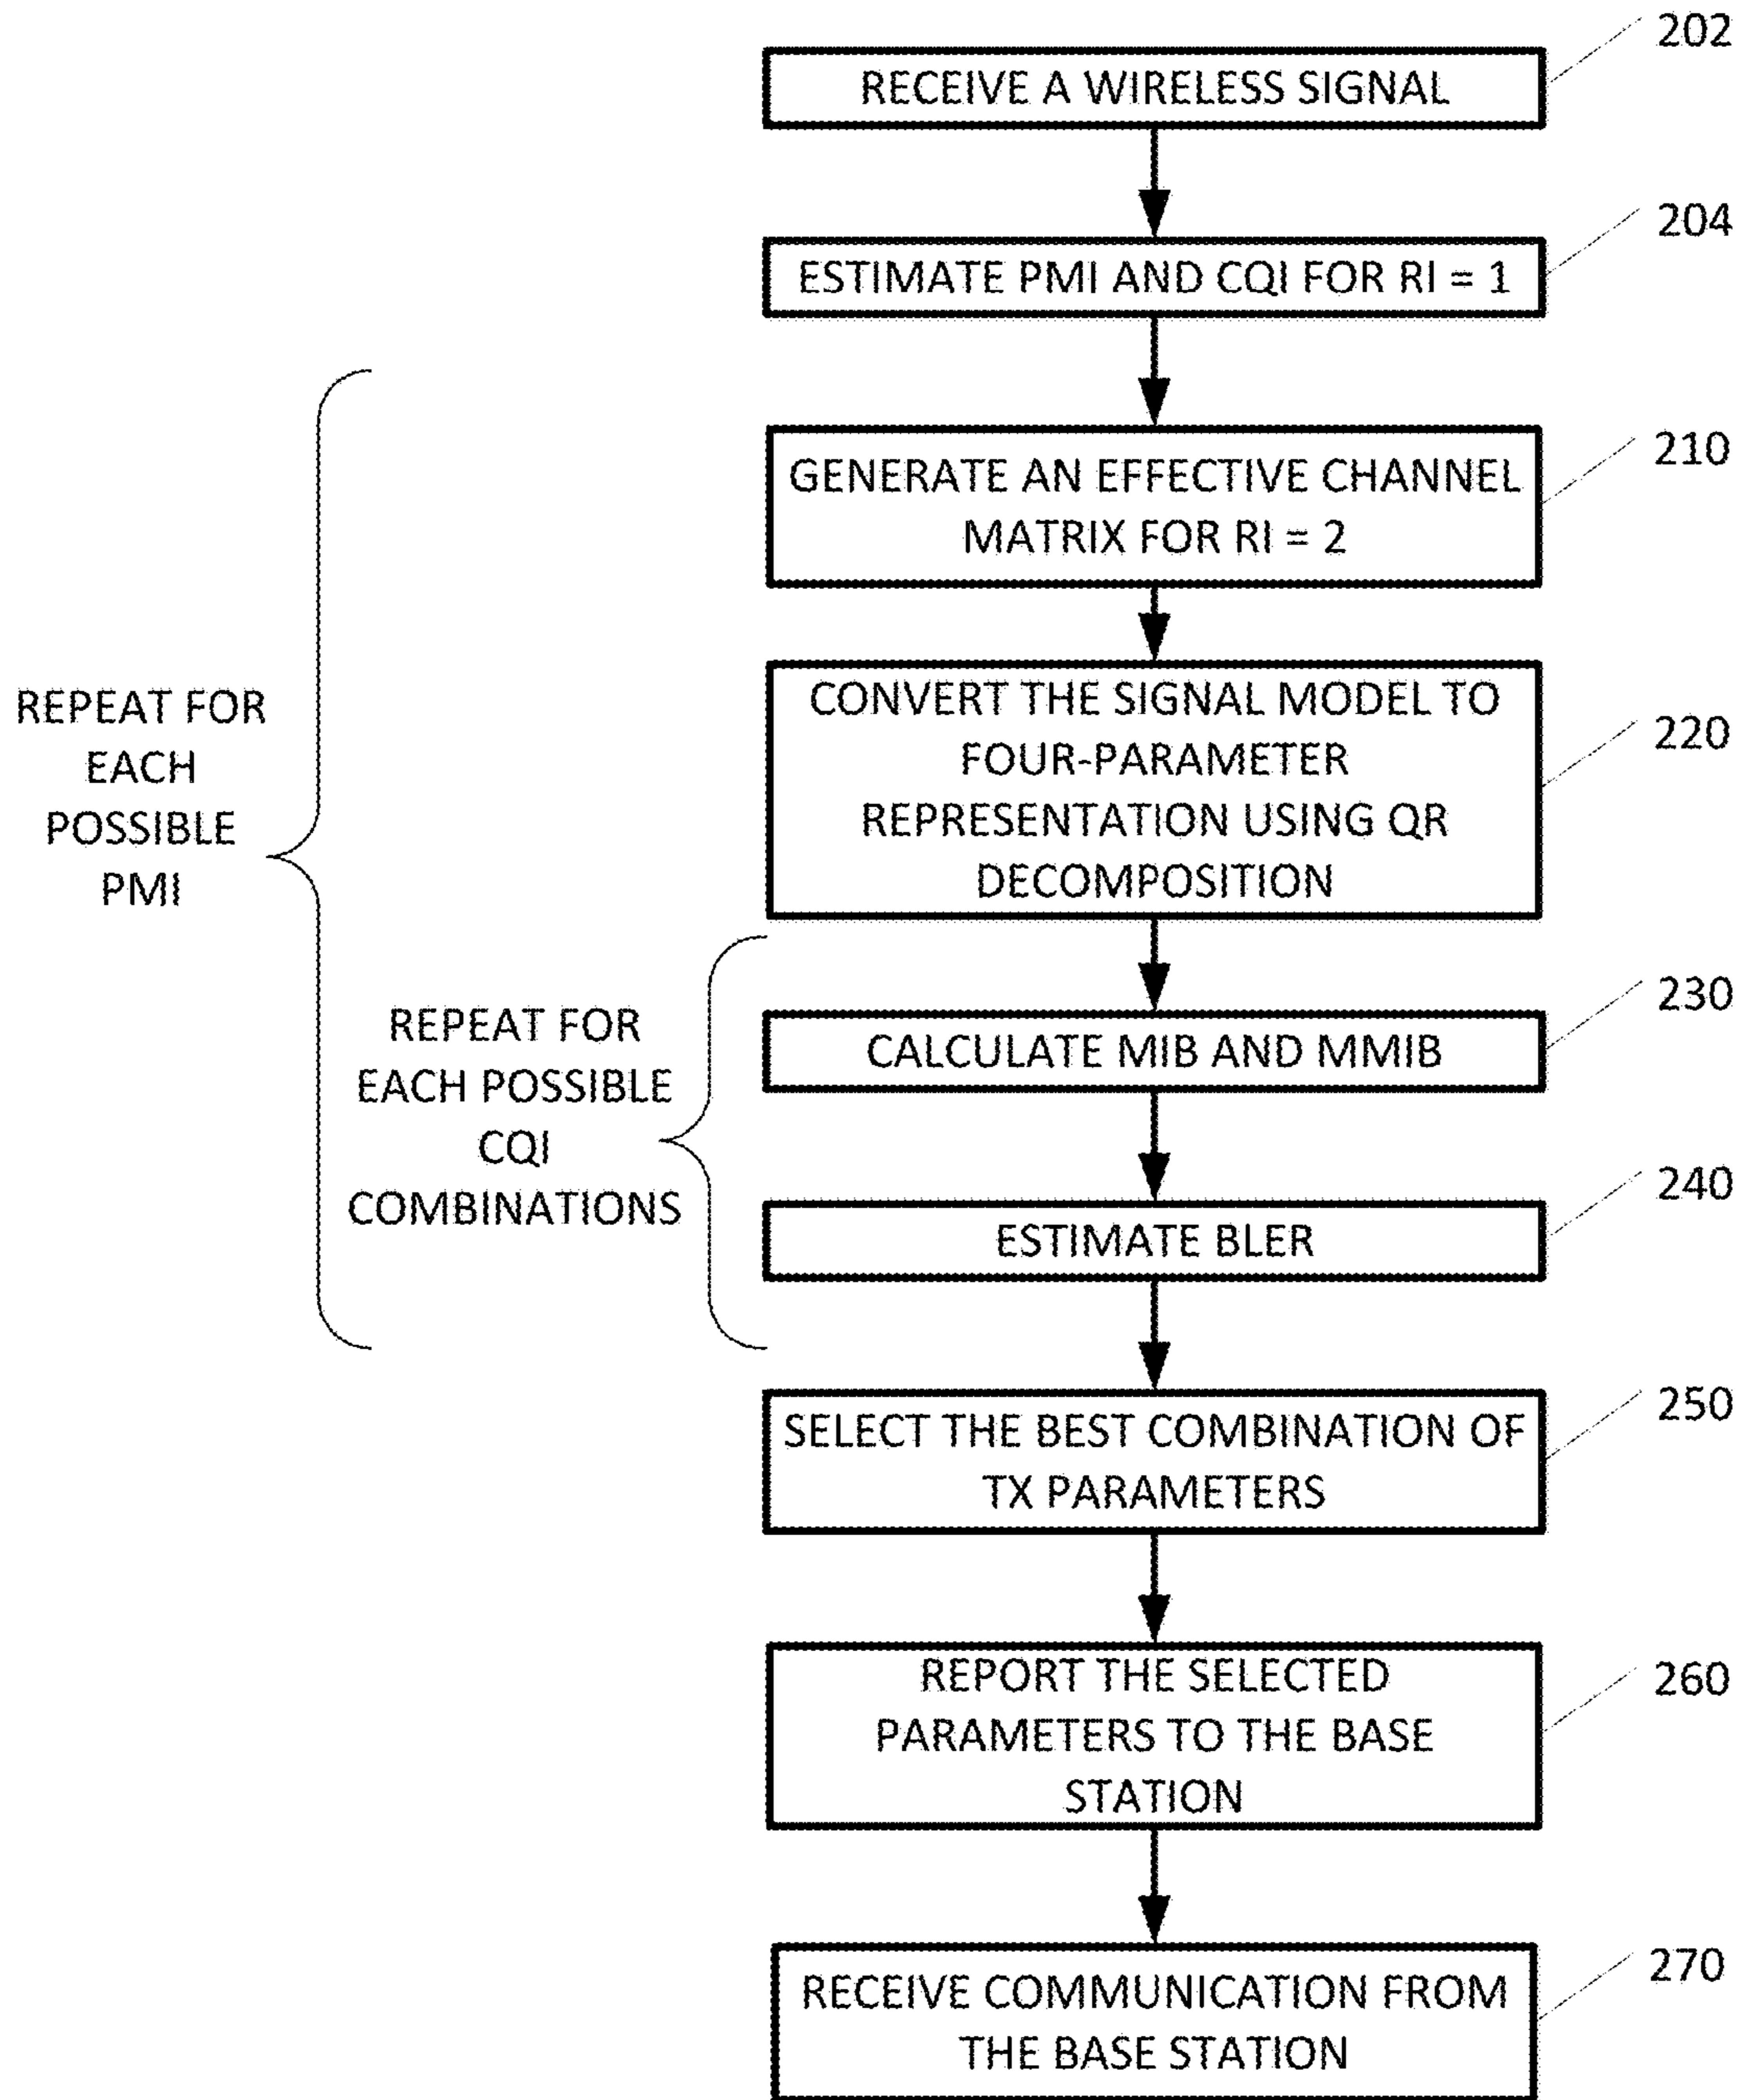 RECEIVE A WIRELESS SIGNAL
202
ESTIMATE PMI AND CQI FOR RI = 1
204
GENERATE AN EFFECTIVE CHANNEL
MATRIX FOR RI = 2
210
CONVERT THE SIGNAL MODEL TO
FOUR-PARAMETER
REPRESENTATION USING QR
DECOMPOSITION
220
REPEAT FOR
EACH
POSSIBLE
PMI
REPEAT FOR
EACH POSSIBLE
CQI
COMBINATIONS
CALCULATE MIB AND MMIB
230
ESTIMATE BLER
240
SELECT THE BEST COMBINATION OF
TX PARAMETERS
250
REPORT THE SELECTED
PARAMETERS TO THE BASE
STATION
260
RECEIVE COMMUNICATION FROM
THE BASE STATION
270